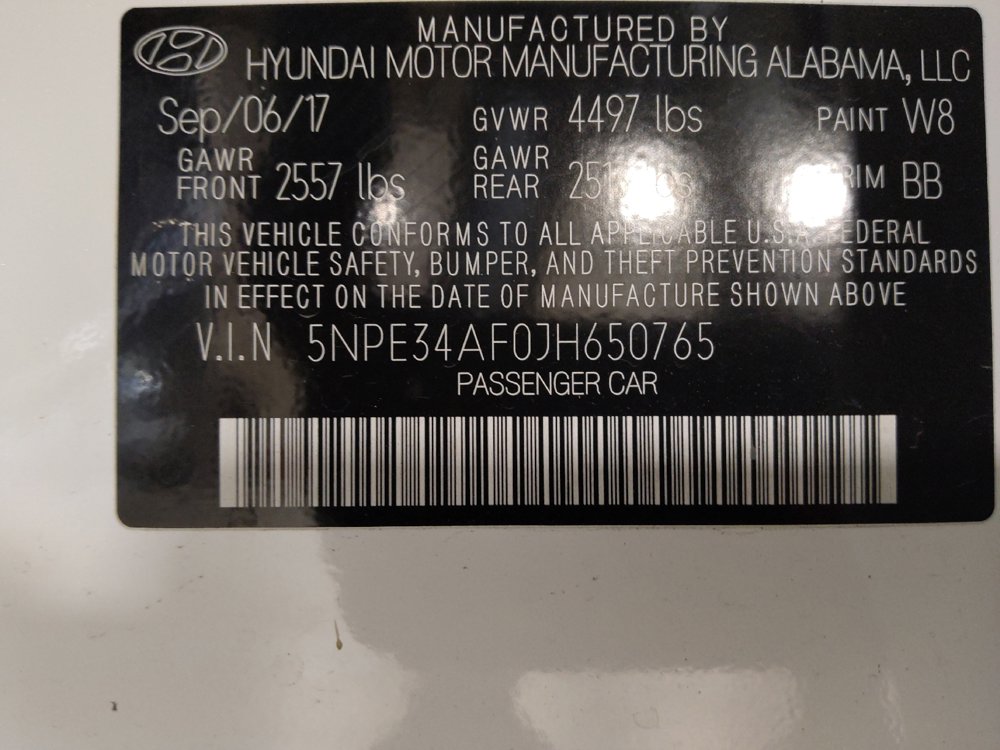 MANUFACTURED BY
HYUNDAI MOTOR MANUFACTURING ALABAMA, LLC
Sep/06/17 GVWR 4497 lbs PAINT W8
GAWR FRONT 2557 lbs GAWR REAR BB
THIS VEHICLE CONFORMS TO ALL APPLICABLE U.S.A FEDERAL
MOTOR VEHICLE SAFETY, BUMPER, AND THEFT PREVENTION STANDARDS
IN EFFECT ON THE DATE OF MANUFACTURE SHOWN ABOVE
V.I.N 5NPE34AF0JH650765
PASSENGER CAR